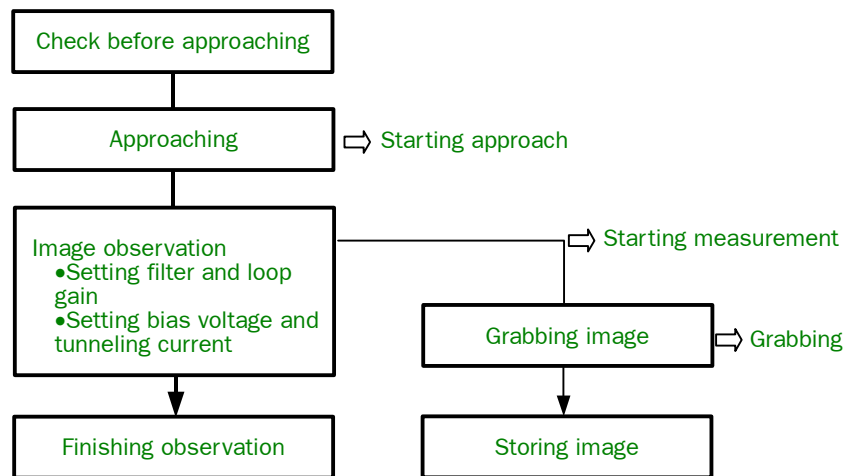 Check before approaching
Approaching
Starting approach
Image observation
•Setting filter and loop
gain
•Setting bias voltage and
tunneling current
Starting measurement
Grabbing image
Grabbing
Finishing observation
Storing image